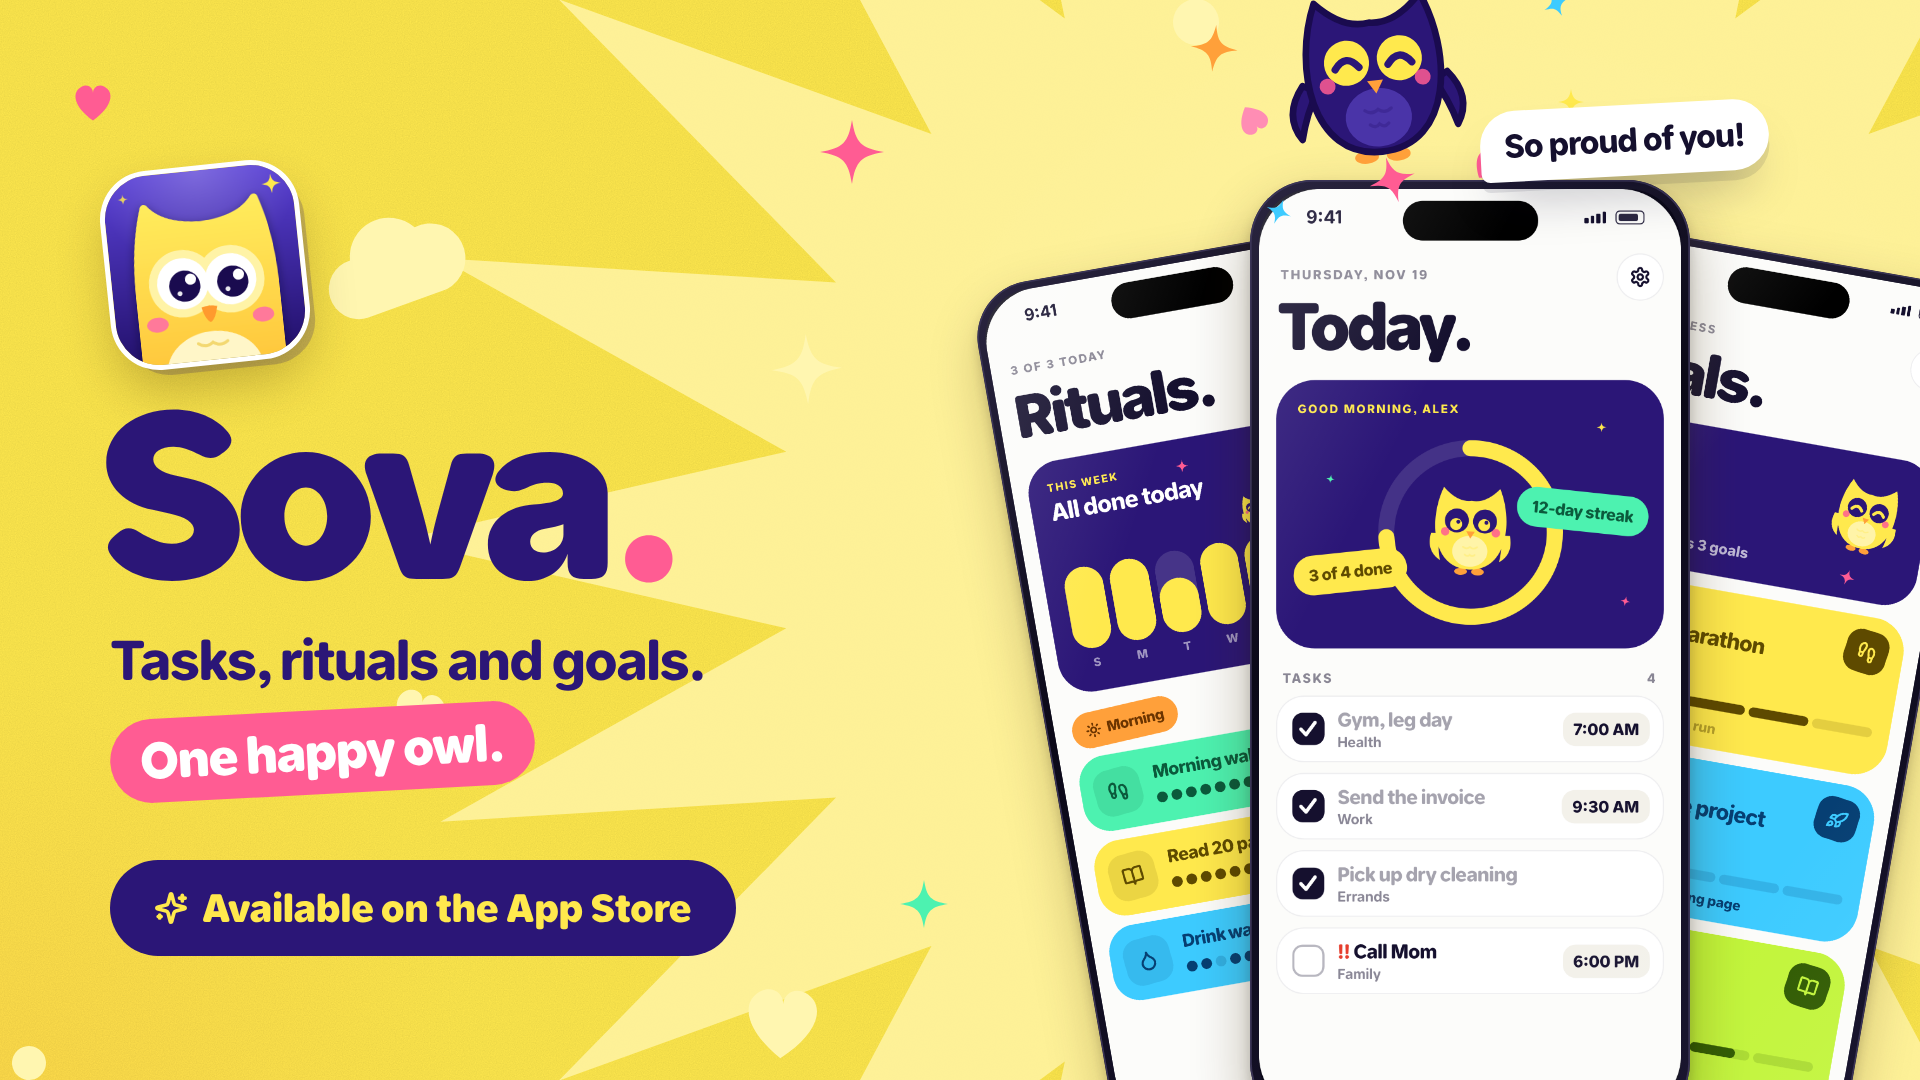 Sova.
Tasks, rituals and goals.
One happy owl.
Available on the App Store
So proud of you!
9:41
3 OF 3 TODAY
Rituals.
THIS WEEK
All done today
S M T W
Morning
Morning
Read 20
Drink
9:41
THURSDAY, NOV 19
Today.
GOOD MORNING, ALEX
12-day streak
3 of 4 done
TASKS 4
Gym, leg day
Health
7:00 AM
Send the invoice
Work
9:30 AM
Pick up dry cleaning
Errands
!! Call Mom
Family
6:00 PM
3 goals
run
project
page